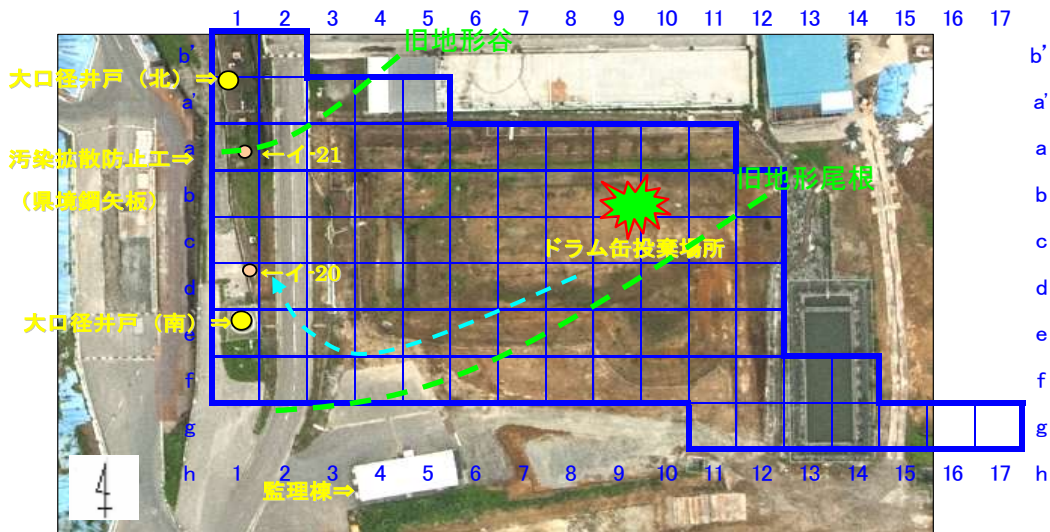 1 2 3 4 5 6 7 8 9 10 11 12 13 14 15 16 17
旧地形谷
b' b'
大口径井戸（北）⇒
a' a'
汚染拡散防止工⇒
a ←イ-21 a
旧地形尾根
（県境鋼矢板）
b b
c ドラム缶投棄場所 c
←イ-20
d d
大口径井戸（南）⇒
e e
f f
g g
h 1 2 3 4 5 6 7 8 9 10 11 12 13 14 15 16 17 h
監理棟⇒